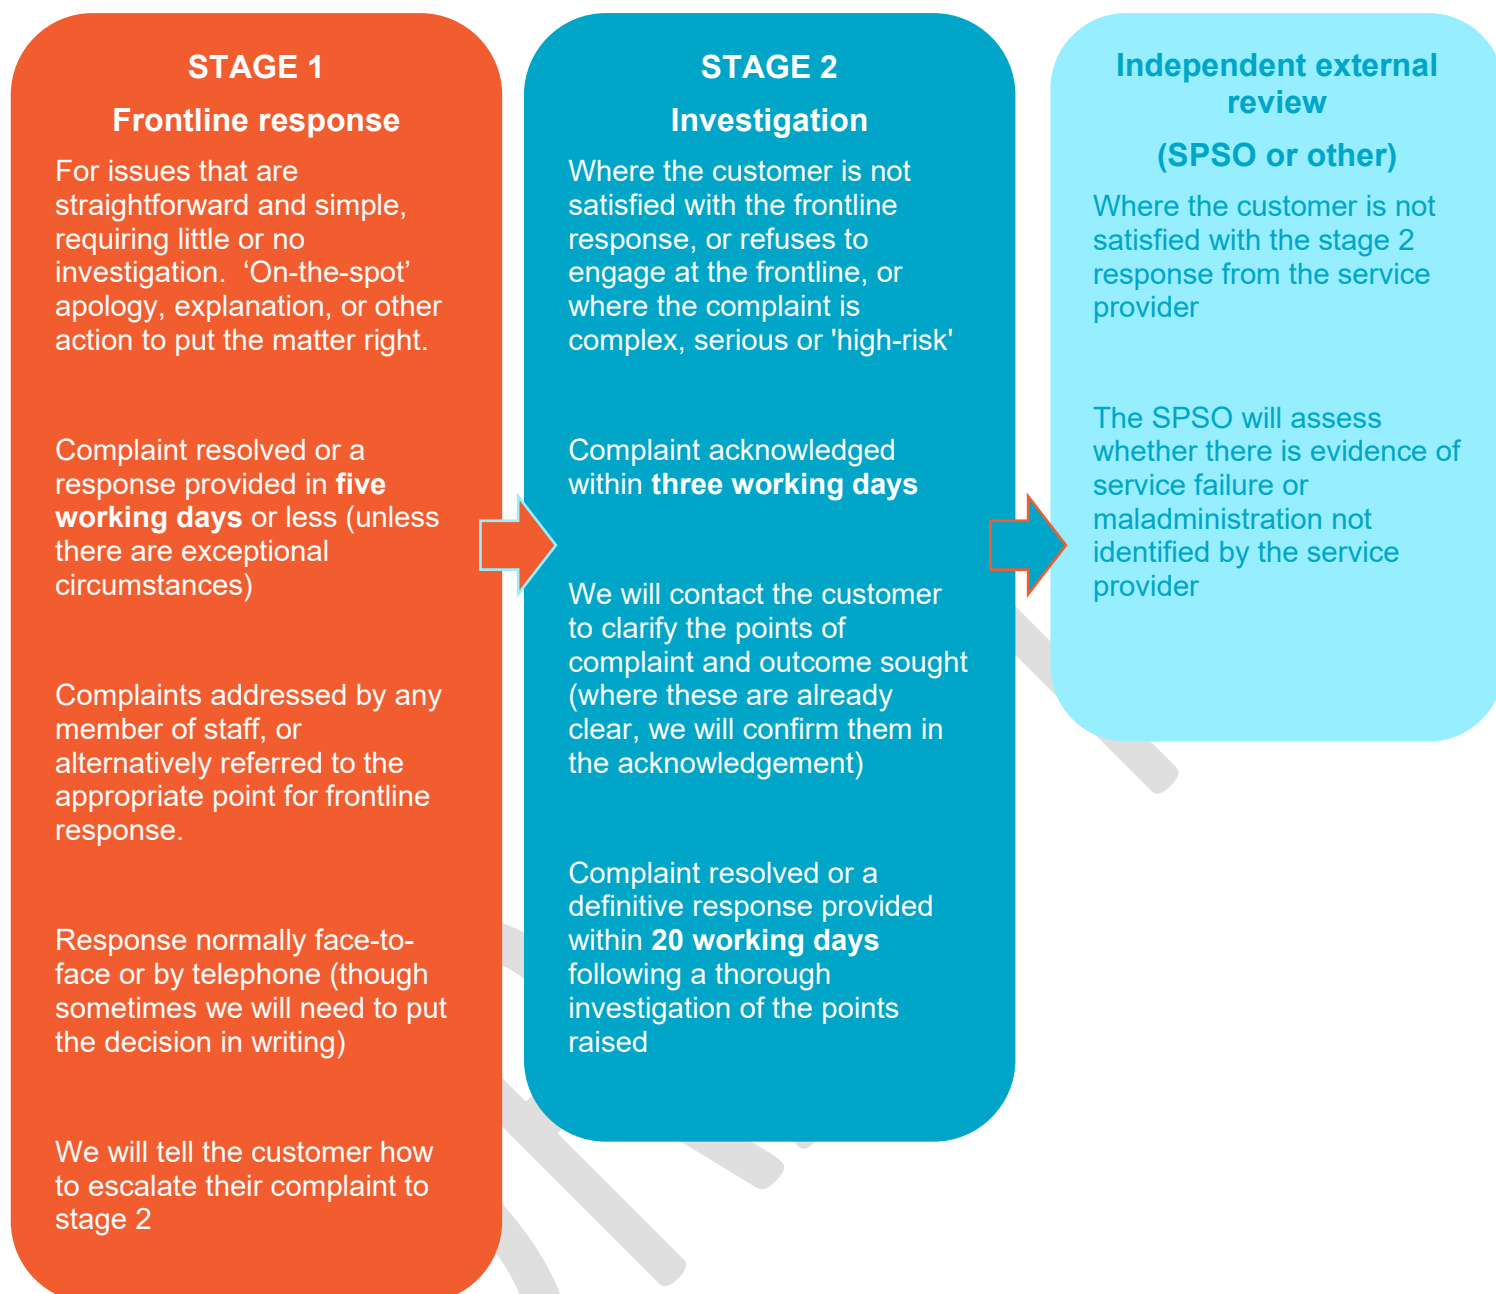 STAGE 1
Frontline response
For issues that are
straightforward and simple,
requiring little or no
investigation.  ‘On-the-spot’
apology, explanation, or other
action to put the matter right.
Complaint resolved or a
response provided in five
working days or less (unless
there are exceptional
circumstances)
Complaints addressed by any
member of staff, or
alternatively referred to the
appropriate point for frontline
response.
Response normally face-to-
face or by telephone (though
sometimes we will need to put
the decision in writing)
We will tell the customer how
to escalate their complaint to
stage 2
STAGE 2
Investigation
Where the customer is not
satisfied with the frontline
response, or refuses to
engage at the frontline, or
where the complaint is
complex, serious or 'high-risk'
Complaint acknowledged
within three working days
We will contact the customer
to clarify the points of
complaint and outcome sought
(where these are already
clear, we will confirm them in
the acknowledgement)
Complaint resolved or a
definitive response provided
within 20 working days
following a thorough
investigation of the points
raised
Independent external
review
(SPSO or other)
Where the customer is not
satisfied with the stage 2
response from the service
provider
The SPSO will assess
whether there is evidence of
service failure or
maladministration not
identified by the service
provider